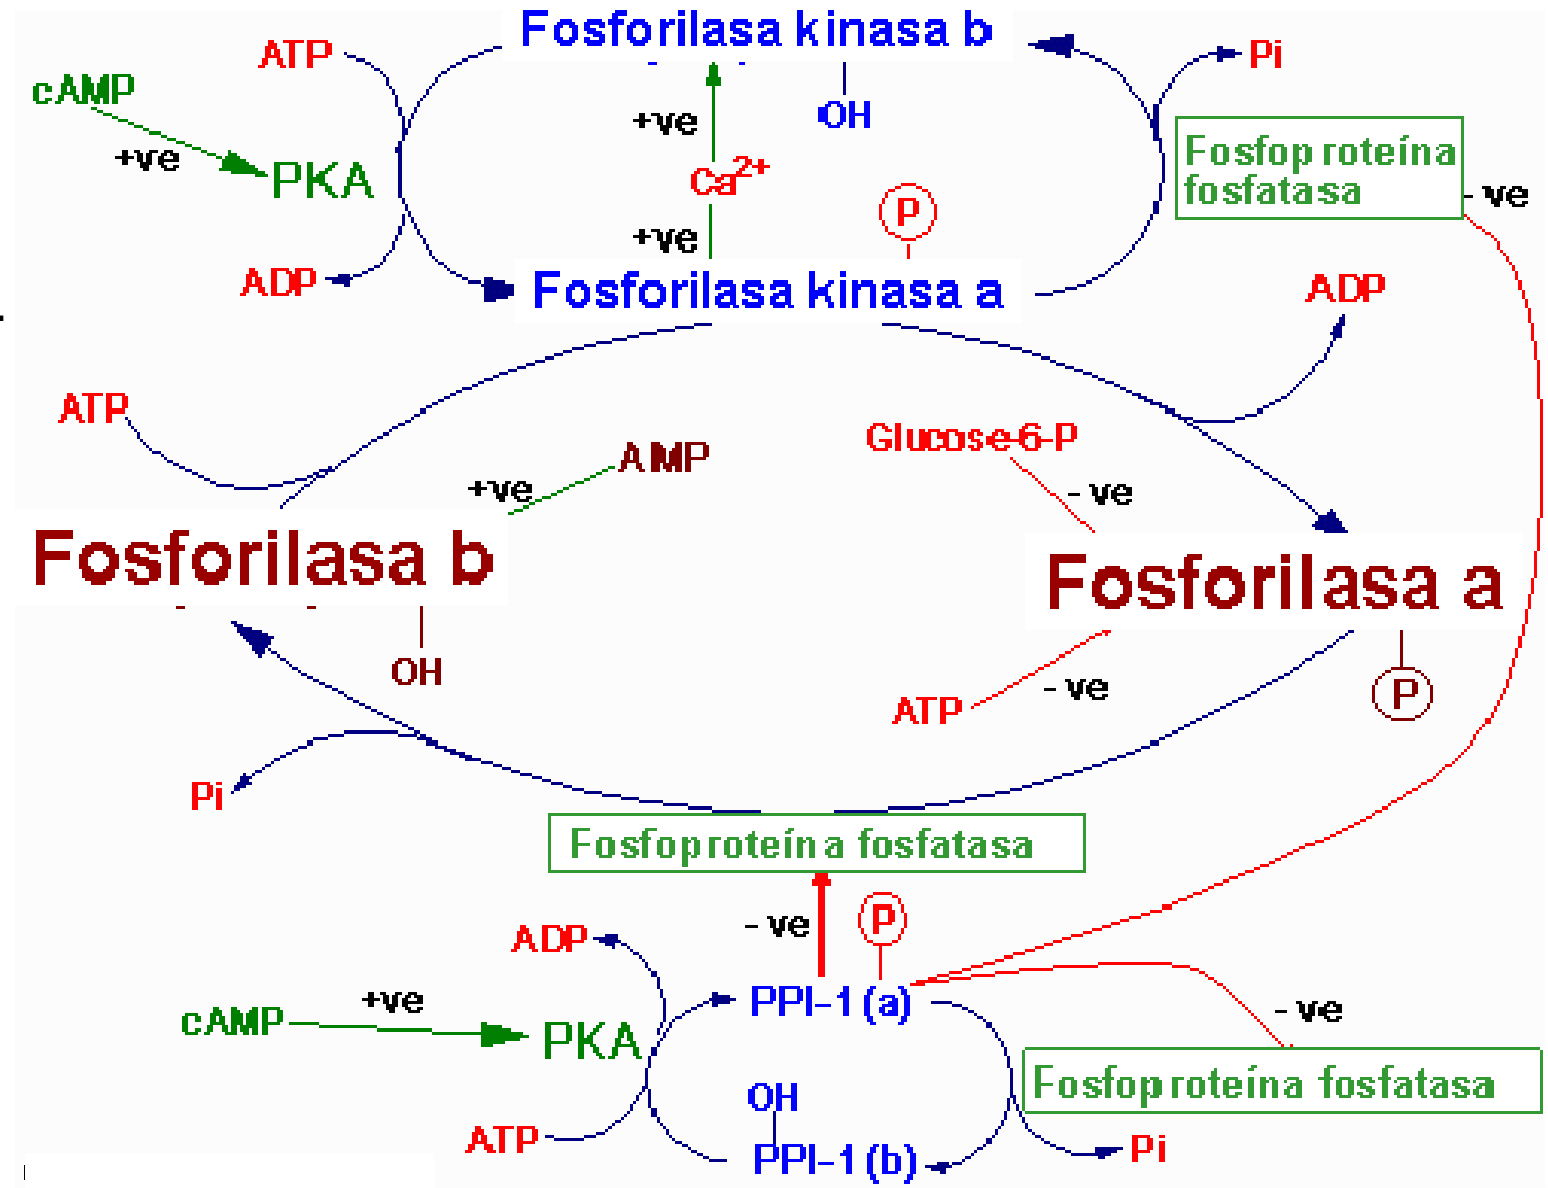 Fosforilasa kinasa b
ATP
Pi
cAMP
OH
+ve
+ve
Fosfoproteína
fosfatasa
PKA
Ca2+
- ve
P
+ve
ADP
Fosforilasa kinasa a
ADP
ATP
Glucose-6-P
AMP
+ve
- ve
Fosforilasa b
Fosforilasa a
OH
- ve
P
ATP
Pi
Fosfoproteína fosfatasa
- ve
P
ADP
+ve
PPI-1 (a)
- ve
cAMP
PKA
Fosfoproteína fosfatasa
OH
ATP
Pi
PPI-1 (b)